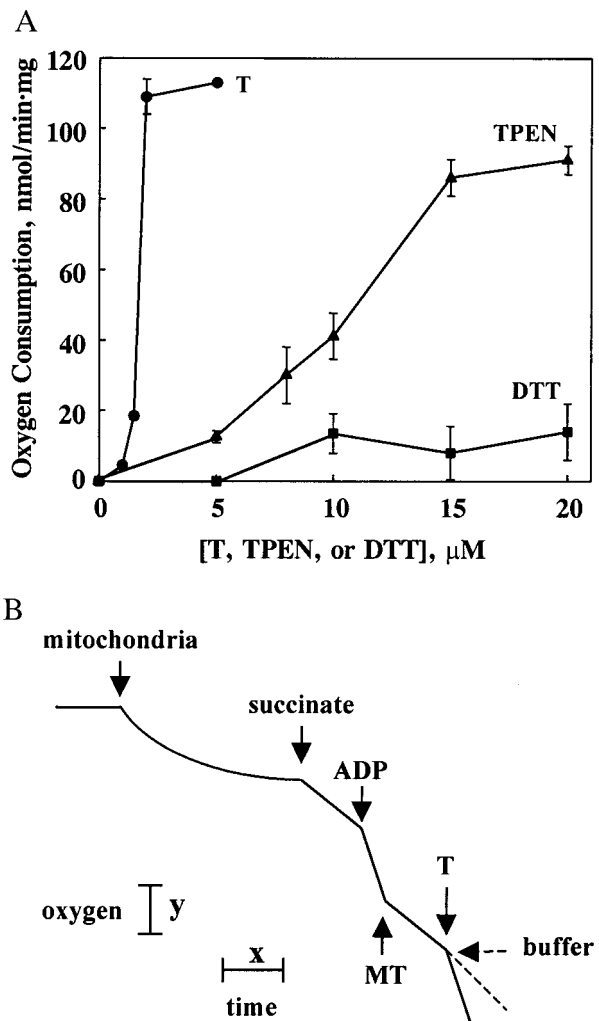 A
Oxygen Consumption, nmol/min·mg
120
100
80
60
40
20
0
T
TPEN
DTT
0 5 10 15 20
[T, TPEN, or DTT], μM
B
mitochondria
succinate
ADP
T
oxygen y
buffer
x
MT
time